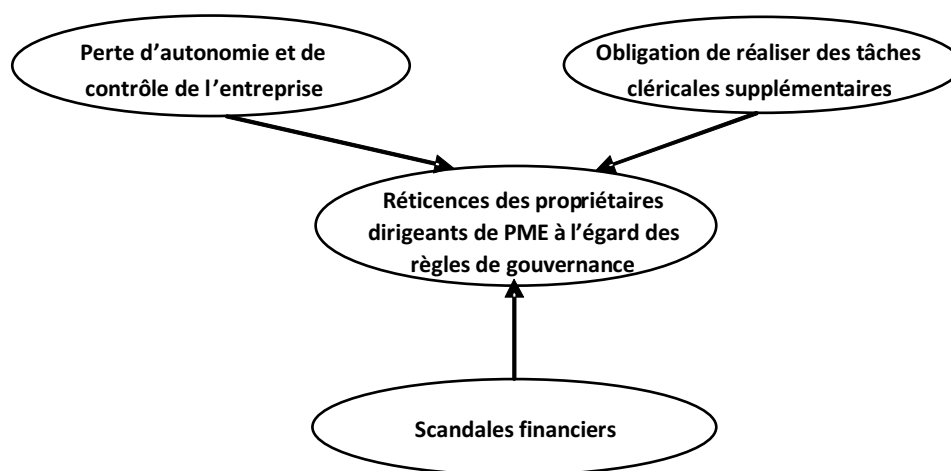 Perte d’autonomie et de
contrôle de l’entreprise
Obligation de réaliser des tâches
cléricales supplémentaires
Réticences des propriétaires
dirigeants de PME à l’égard des
règles de gouvernance
Scandales financiers